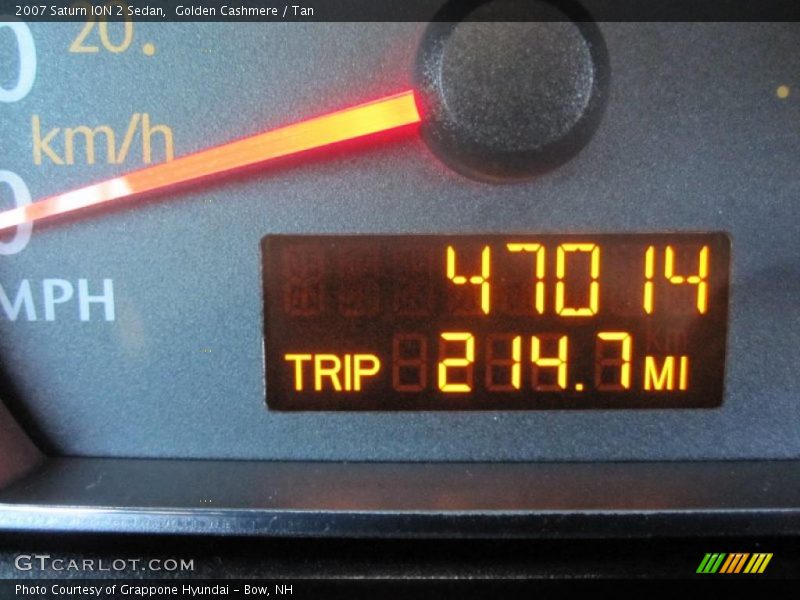 2007 Saturn ION 2 Sedan,  Golden Cashmere / Tan
20.
km/h
0
MPH
47014
TRIP 214.7 MI
GTCARLOT.COM
Photo Courtesy of Grappone Hyundai - Bow, NH